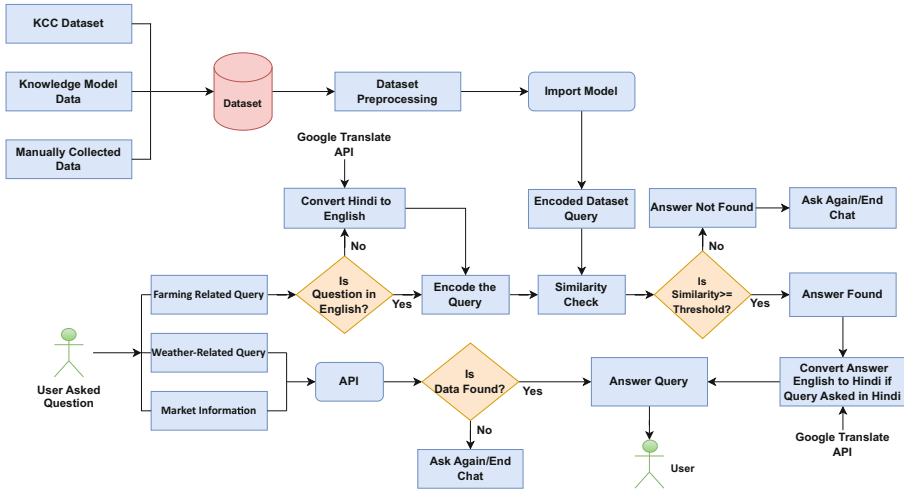 KCC Dataset
Knowledge Model
Data
Manually Collected
Data
Dataset
Dataset
Preprocessing
Import Model
Google Translate
API
Convert Hindi to
English
Encoded Dataset
Query
Answer Not Found
Ask Again/End
Chat
No
No
Farming Related Query
Is
Question in
English?
Yes
Encode the
Query
Similarity
Check
Is
Similarity>=
Threshold?
Yes
Answer Found
User Asked
Question
Weather-Related Query
Market Information
API
Is
Data Found?
Yes
Answer Query
Convert Answer
English to Hindi if
Query Asked in Hindi
No
Ask Again/End
Chat
User
Google Translate
API